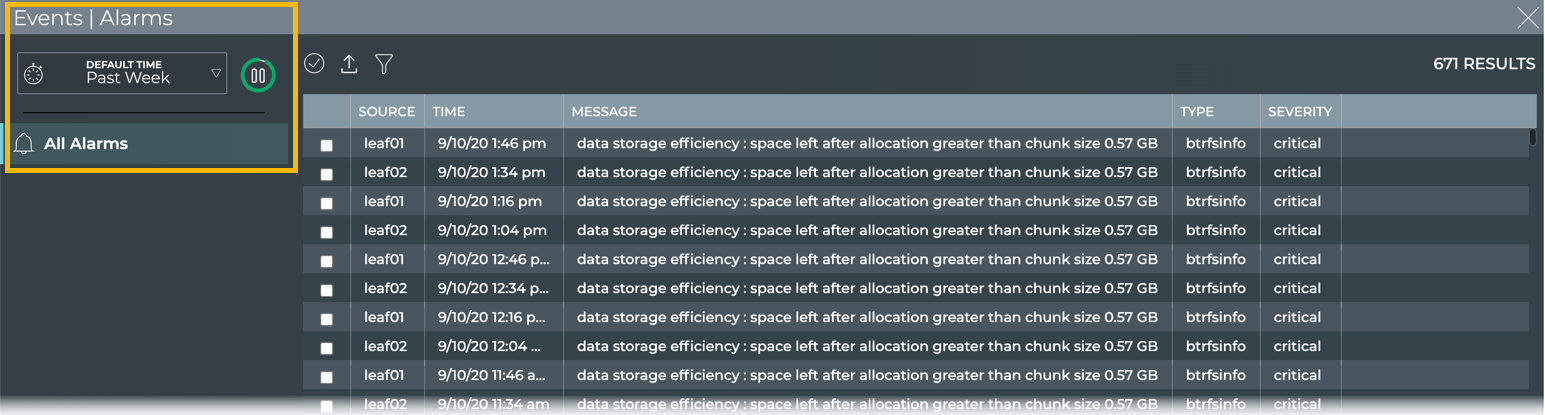 Events | Alarms
DEFAULT TIME
Past Week
All Alarms
671 RESULTS
SOURCE TIME MESSAGE TYPE SEVERITY
leaf01 9/10/20 1:46 pm data storage efficiency : space left after allocation greater than chunk size 0.57 GB btrfsinfo critical
leaf02 9/10/20 1:34 pm data storage efficiency : space left after allocation greater than chunk size 0.57 GB btrfsinfo critical
leaf01 9/10/20 1:16 pm data storage efficiency : space left after allocation greater than chunk size 0.57 GB btrfsinfo critical
leaf02 9/10/20 1:04 pm data storage efficiency : space left after allocation greater than chunk size 0.57 GB btrfsinfo critical
leaf01 9/10/20 12:46 p... data storage efficiency : space left after allocation greater than chunk size 0.57 GB btrfsinfo critical
leaf02 9/10/20 12:34 p... data storage efficiency : space left after allocation greater than chunk size 0.57 GB btrfsinfo critical
leaf01 9/10/20 12:16 p... data storage efficiency : space left after allocation greater than chunk size 0.57 GB btrfsinfo critical
leaf02 9/10/20 12:04 ... data storage efficiency : space left after allocation greater than chunk size 0.57 GB btrfsinfo critical
leaf01 9/10/20 11:46 a... data storage efficiency : space left after allocation greater than chunk size 0.57 GB btrfsinfo critical
leaf02 9/10/20 11:34 am data storage efficiency : space left after allocation greater than chunk size 0.57 GB btrfsinfo critical